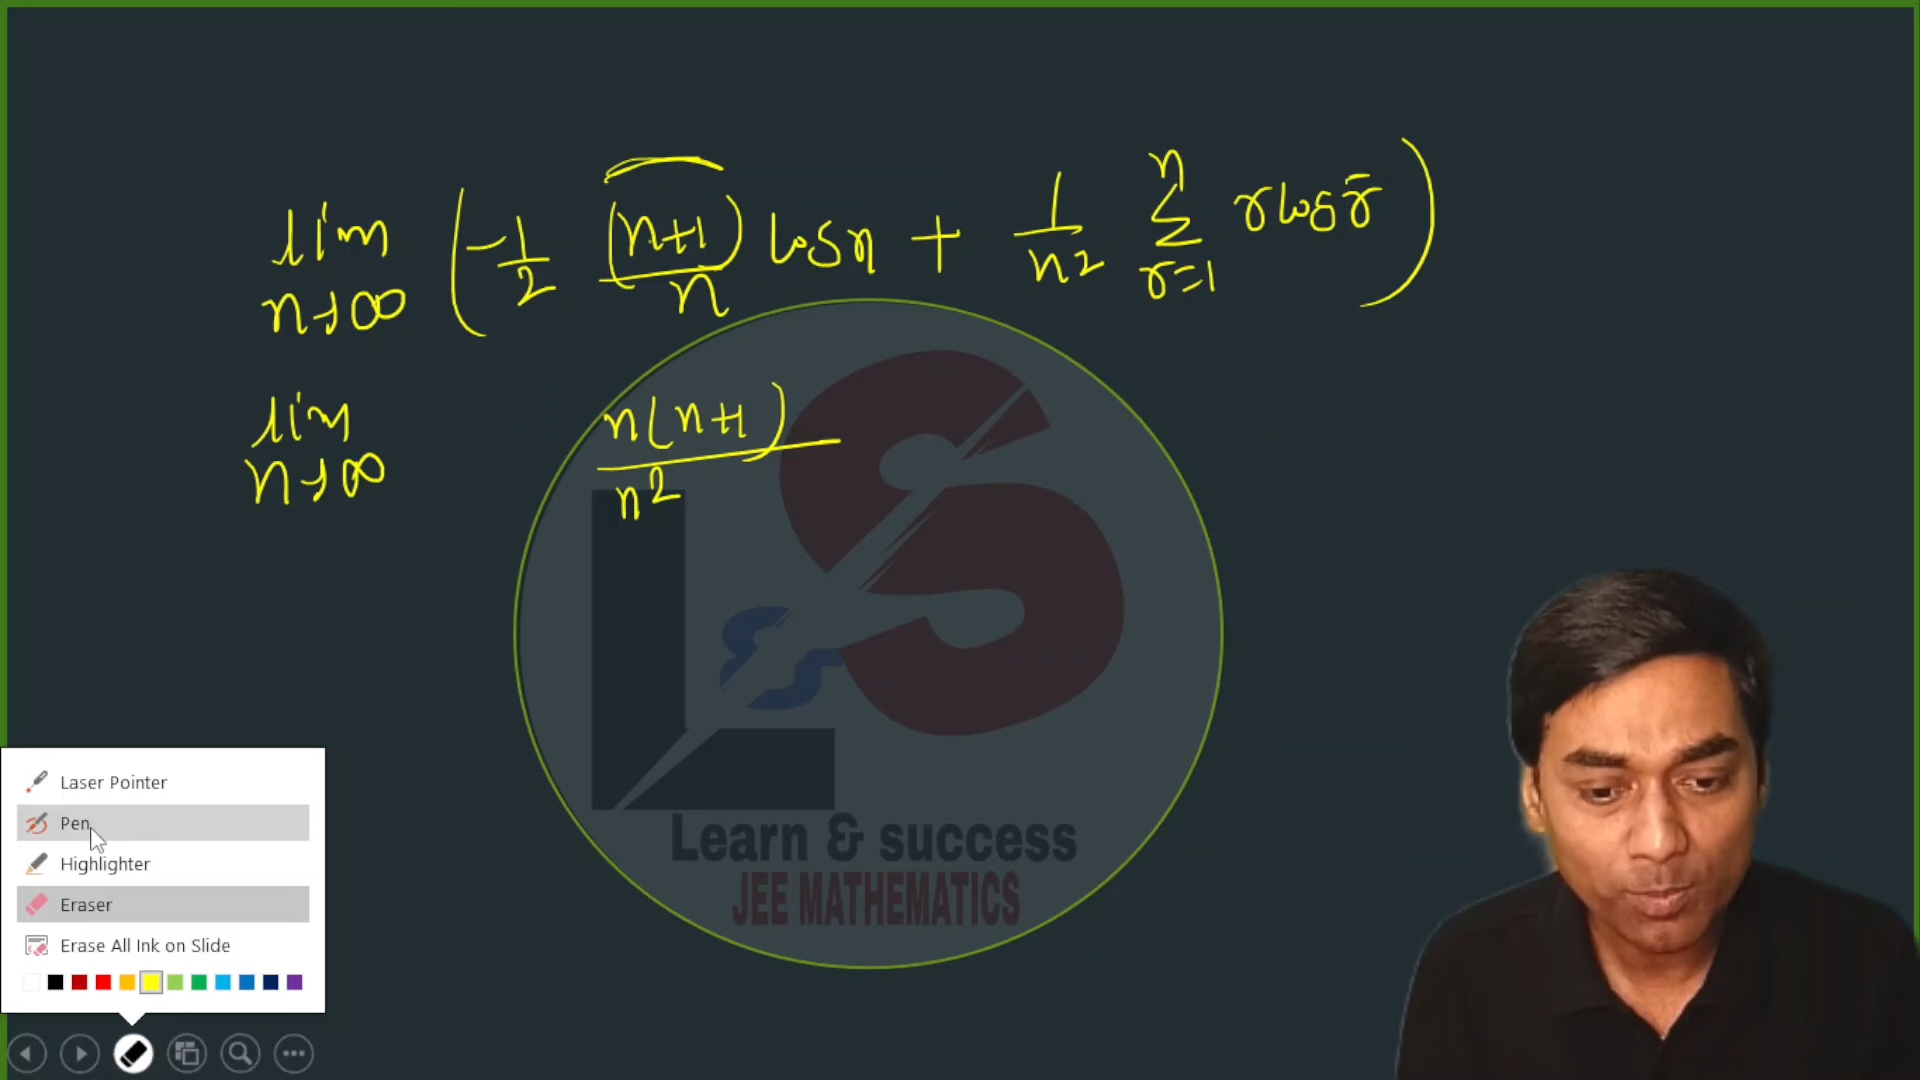 lim n→∞ ( -1/2 (n+1)/n log n + 1/n² Σ r=1 n r log r )
lim n→∞ n(n+1)/n²
L&S
Learn & success
JEE MATHEMATICS
Laser Pointer
Pen
Highlighter
Eraser
Erase All Ink on Slide